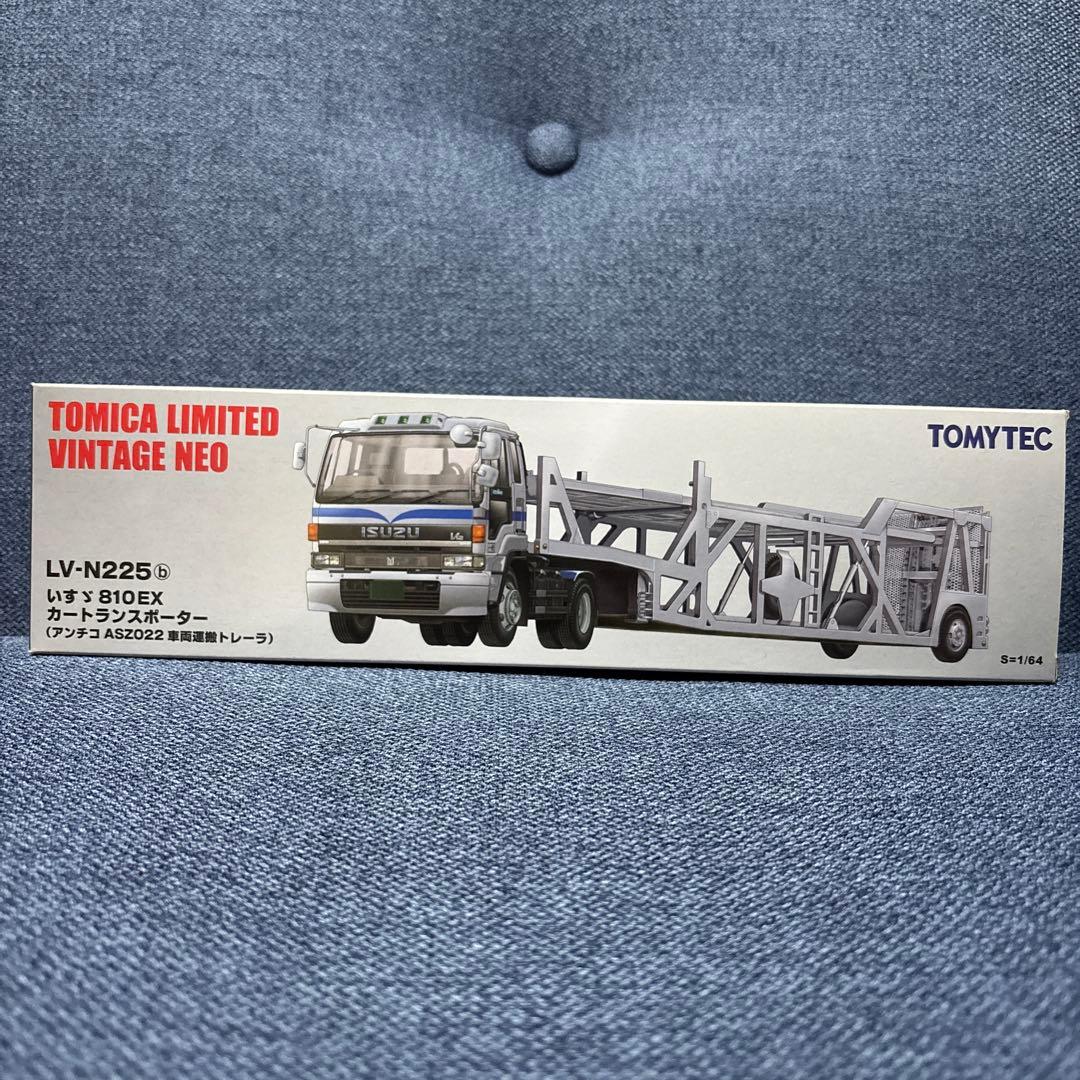 TOMICA LIMITED
VINTAGE NEO
TOMYTEC
ISUZU
LV-N225ⓑ
いすゞ810EX
カートランスポーター
(アンチコ ASZ022 車両運搬トレーラ)
S=1/64